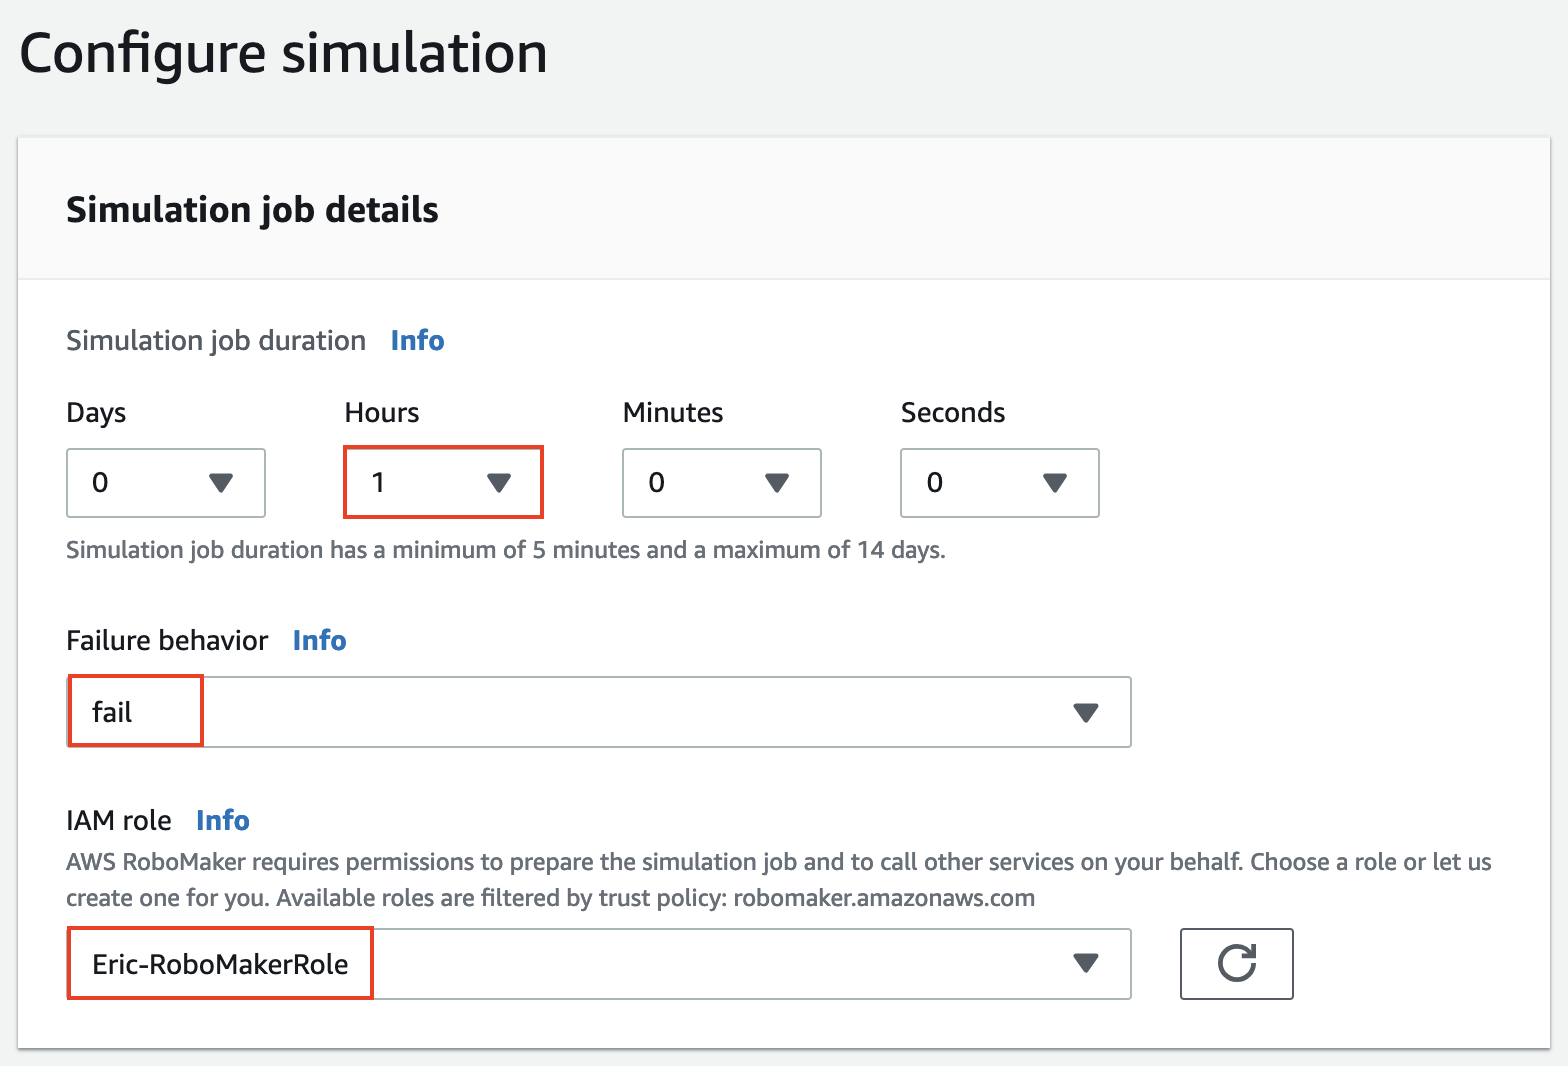 Configure simulation
Simulation job details
Simulation job duration Info
Days Hours Minutes Seconds
0 1 0 0
Simulation job duration has a minimum of 5 minutes and a maximum of 14 days.
Failure behavior Info
fail
IAM role Info
AWS RoboMaker requires permissions to prepare the simulation job and to call other services on your behalf. Choose a role or let us
create one for you. Available roles are filtered by trust policy: robomaker.amazonaws.com
Eric-RoboMakerRole